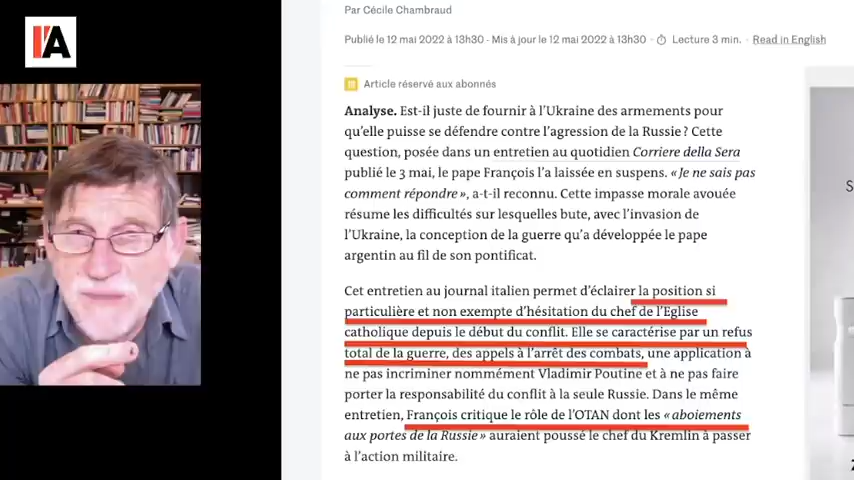 IA
Par Cécile Chambraud
Publié le 12 mai 2022 à 13h30 - Mis à jour le 12 mai 2022 à 13h30 · Lecture 3 min. · Read in English
Article réservé aux abonnés
Analyse. Est-il juste de fournir à l’Ukraine des armements pour
qu’elle puisse se défendre contre l’agression de la Russie ? Cette
question, posée dans un entretien au quotidien Corriere della Sera
publié le 3 mai, le pape François l’a laissée en suspens. « Je ne sais pas
comment répondre », a-t-il reconnu. Cette impasse morale avouée
résume les difficultés sur lesquelles bute, avec l’invasion de
l’Ukraine, la conception de la guerre qu’a développée le pape
argentin au fil de son pontificat.
Cet entretien au journal italien permet d’éclairer la position si
particulière et non exempte d’hésitation du chef de l’Eglise
catholique depuis le début du conflit. Elle se caractérise par un refus
total de la guerre, des appels à l’arrêt des combats, une application à
ne pas incriminer nommément Vladimir Poutine et à ne pas faire
porter la responsabilité du conflit à la seule Russie. Dans le même
entretien, François critique le rôle de l’OTAN dont les « aboiements
aux portes de la Russie » auraient poussé le chef du Kremlin à passer
à l’action militaire.